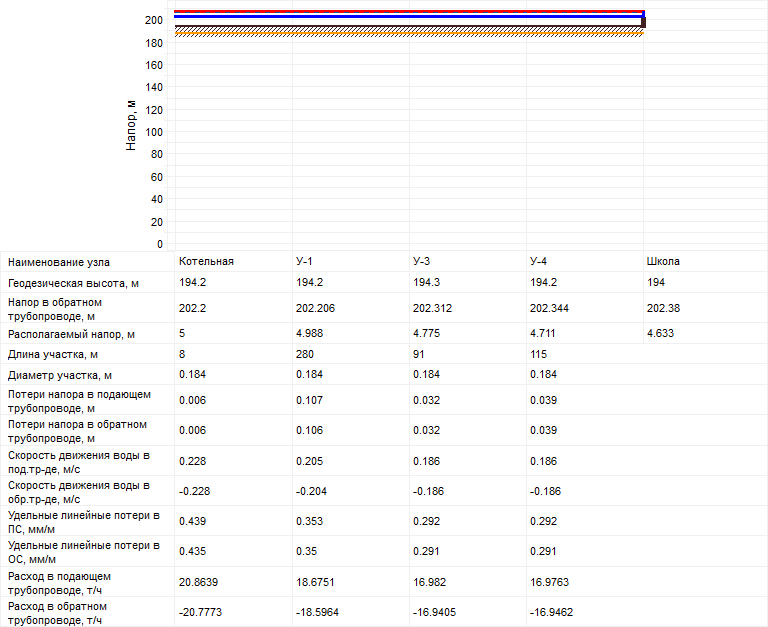 Напор, м
200
180
160
140
120
100
80
60
40
20
0
Наименование узла Котельная У-1 У-3 У-4 Школа
Геодезическая высота, м 194.2 194.2 194.3 194.2 194
Напор в обратном
трубопроводе, м 202.2 202.206 202.312 202.344 202.38
Располагаемый напор, м 5 4.988 4.775 4.711 4.633
Длина участка, м 8 280 91 115
Диаметр участка, м 0.184 0.184 0.184 0.184
Потери напора в подающем
трубопроводе, м 0.006 0.107 0.032 0.039
Потери напора в обратном
трубопроводе, м 0.006 0.106 0.032 0.039
Скорость движения воды в
под.тр-де, м/с 0.228 0.205 0.186 0.186
Скорость движения воды в
обр.тр-де, м/с -0.228 -0.204 -0.186 -0.186
Удельные линейные потери в
ПС, мм/м 0.439 0.353 0.292 0.292
Удельные линейные потери в
ОС, мм/м 0.435 0.35 0.291 0.291
Расход в подающем
трубопроводе, т/ч 20.8639 18.6751 16.982 16.9763
Расход в обратном
трубопроводе, т/ч -20.7773 -18.5964 -16.9405 -16.9462